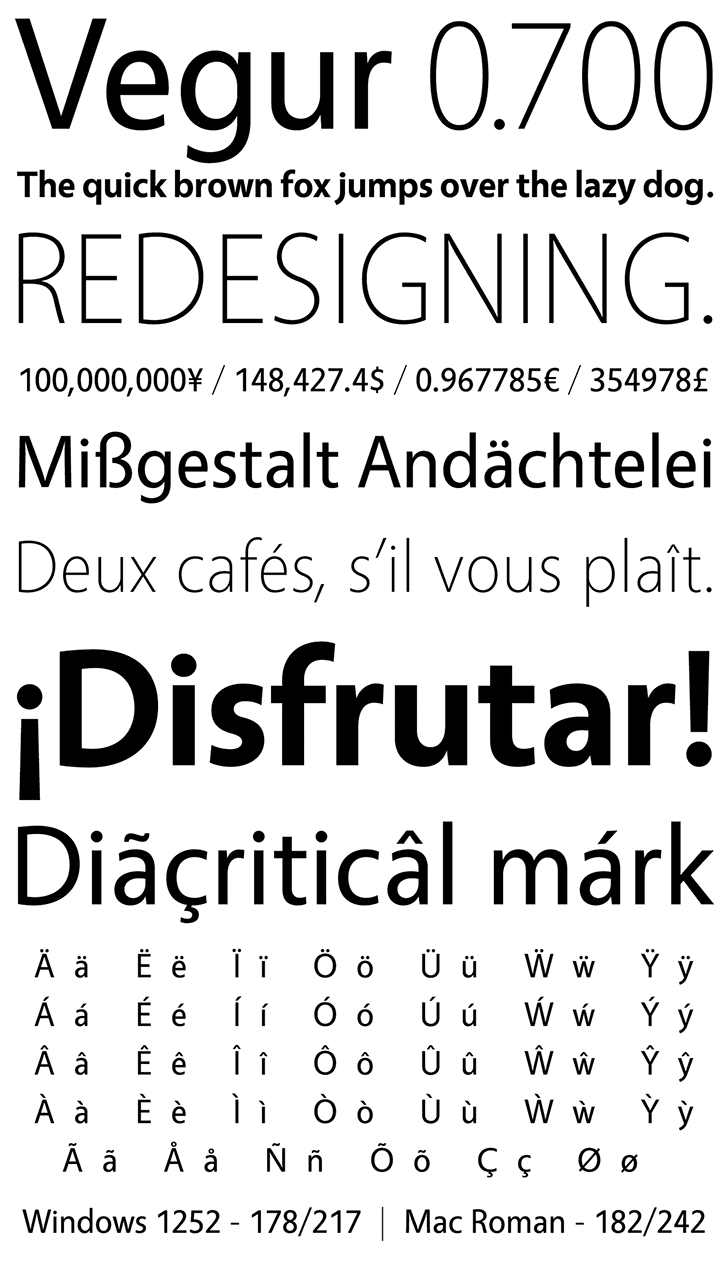 Vegur 0.700
The quick brown fox jumps over the lazy dog.
REDESIGNING.
100,000,000¥ / 148,427.4$ / 0.967785€ / 354978£
Mißgestalt Andächtelei
Deux cafés, s’il vous plaît.
¡Disfrutar!
Diãçriticâl márk
Ä ä Ë ë Ï ï Ö ö Ü ü Ẅ ẅ Ÿ ÿ
Á á É é Í í Ó ó Ú ú Ẃ ẃ Ý ý
Â â Ê ê Î î Ô ô Û û Ŵ ŵ Ŷ ŷ
À à È è Ì ì Ò ò Ù ù Ẁ ẁ Ỳ ỳ
Ã ã Å å Ñ ñ Õ õ Ç ç Ø ø
Windows 1252 - 178/217 | Mac Roman - 182/242